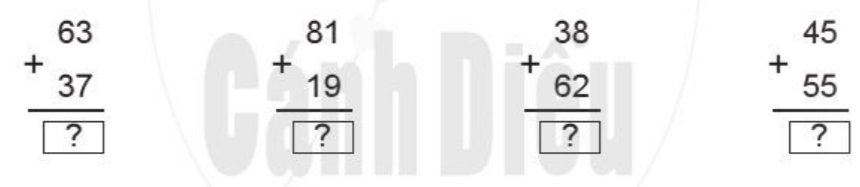 63 81 38 45
+ + + +
37 19 62 55
? ? ? ?
Cánh Diều